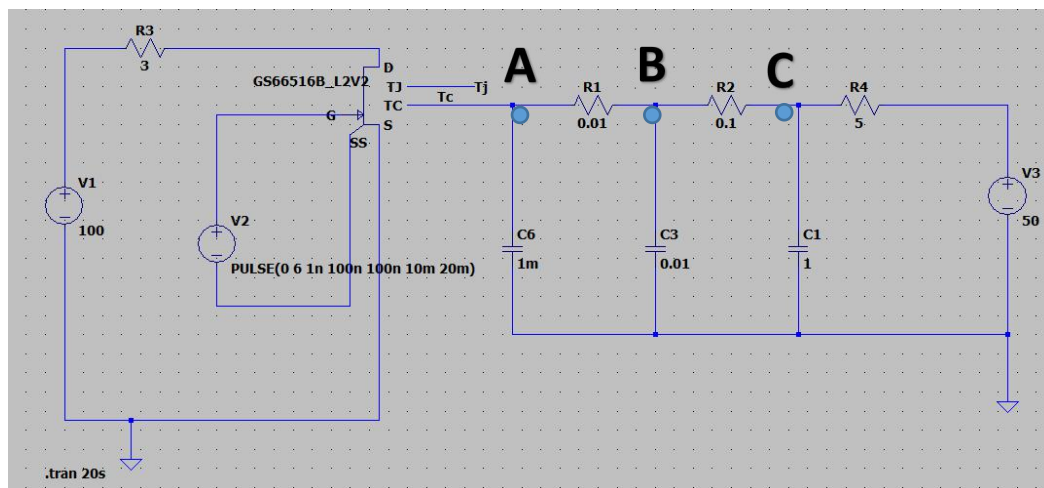 R3
3
GS66516B_L2V2
D
TJ
Tj
TC
Tc
G
S
SS
V1
100
V2
PULSE(0 6 1n 100n 100n 10m 20m)
A
B
C
R1
0.01
R2
0.1
R4
5
V3
50
C6
1m
C3
0.01
C1
1
.tran 20s